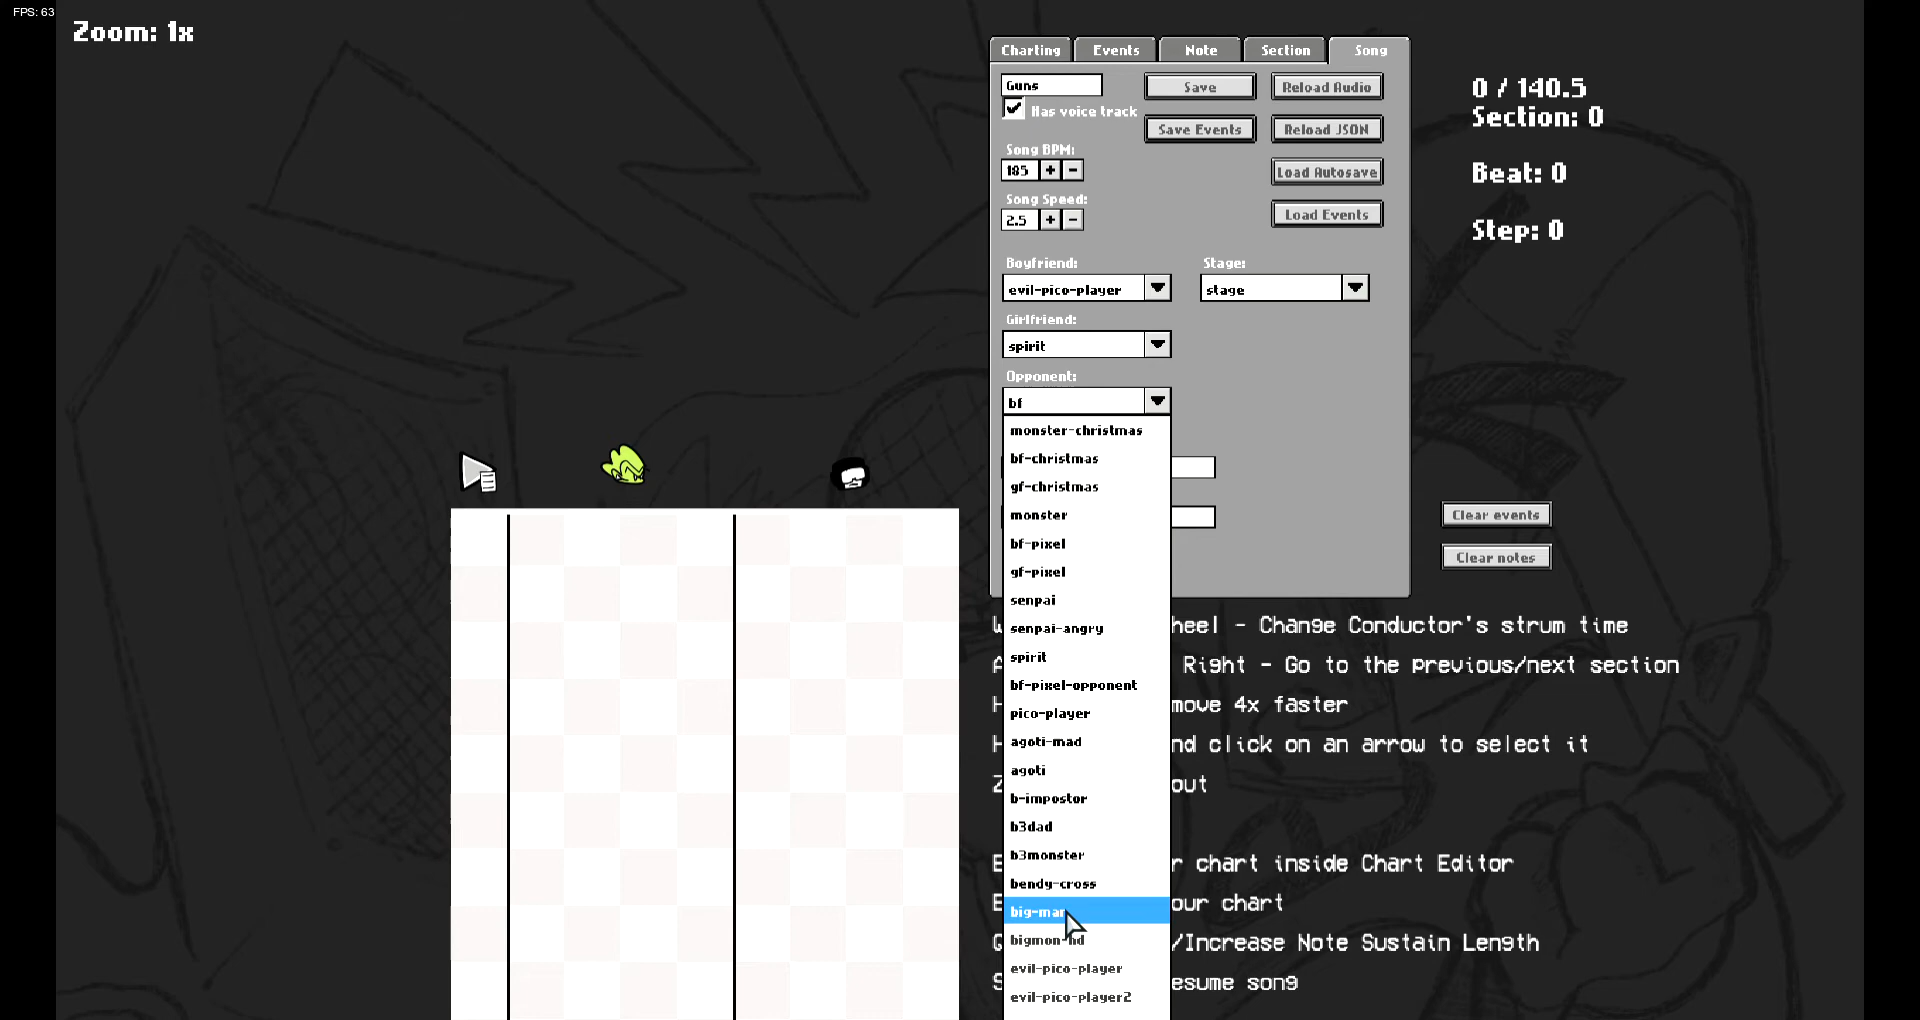 FPS: 63
Zoom: 1x
Charting
Events
Note
Section
Song
Guns
Save
Reload Audio
Has voice track
Save Events
Reload JSON
Song BPM:
185 + -
Load Autosave
Song Speed:
2.5 + -
Load Events
Boyfriend:
Stage:
evil-pico-player
stage
Girlfriend:
spirit
Opponent:
bf
monster-christmas
bf-christmas
gf-christmas
monster
bf-pixel
gf-pixel
senpai
senpai-angry
spirit
bf-pixel-opponent
pico-player
agoti-mad
agoti
b-impostor
b3dad
b3monster
bendy-cross
bigmon-hd
evil-pico-player
evil-pico-player2
0 / 140.5
Section: 0
Beat: 0
Step: 0
Clear events
Clear notes
heel - Change Conductor's strum time
Right - Go to the previous/next section
move 4x faster
nd click on an arrow to select it
out
r chart inside Chart Editor
our chart
/Increase Note Sustain Length
esume song